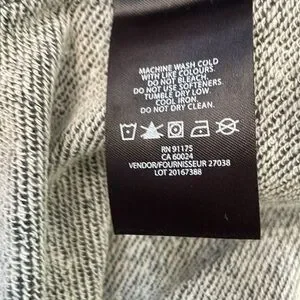 MACHINE WASH COLD
WITH LIKE COLOURS.
DO NOT BLEACH.
DO NOT USE SOFTENERS.
TUMBLE DRY LOW.
COOL IRON.
DO NOT DRY CLEAN.
RN 91175
CA 60024
VENDOR/FOURNISSEUR 27038
LOT 20167388